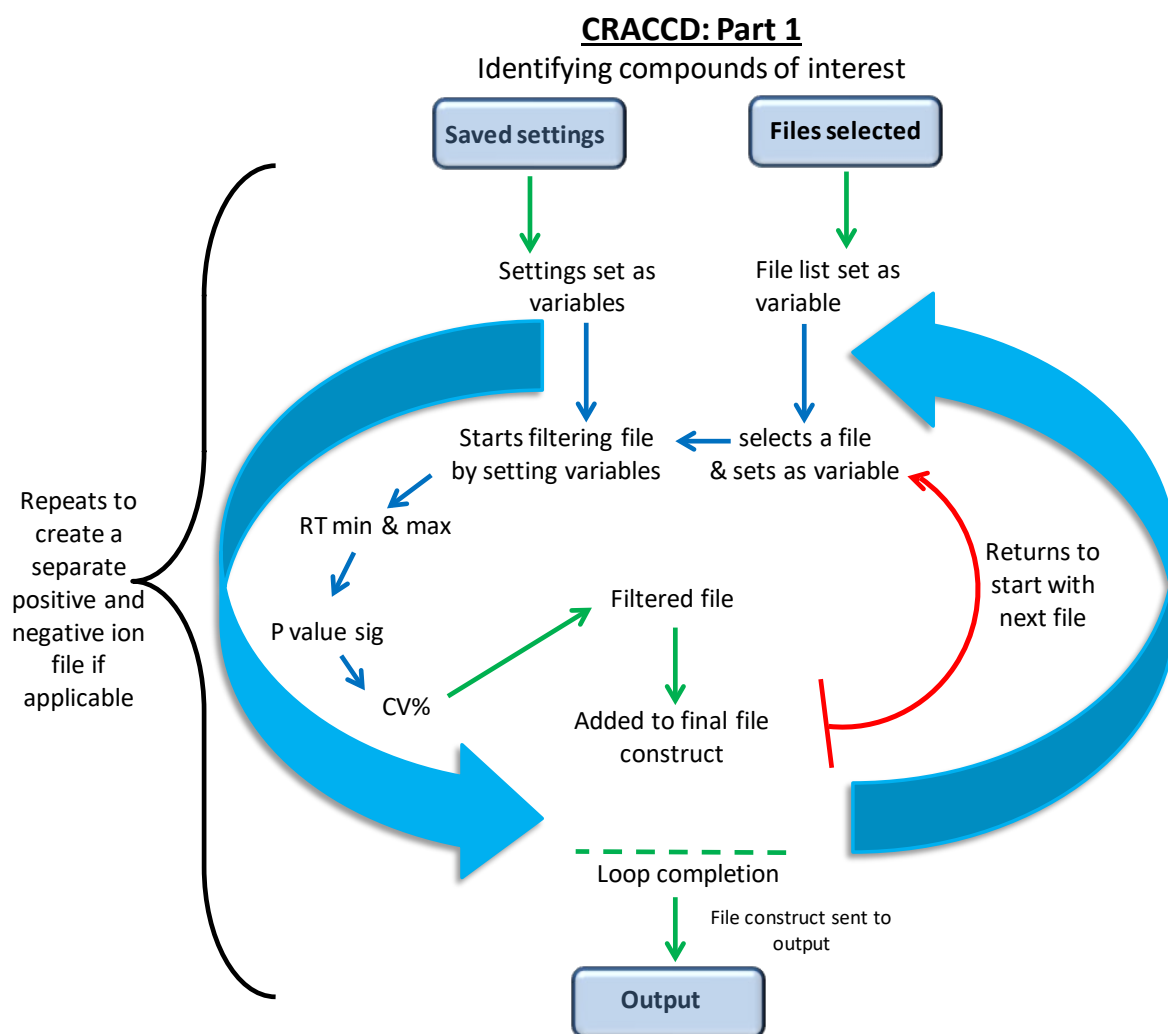 CRACCD: Part 1
Identifying compounds of interest
Saved settings
Files selected
Settings set as
variables
File list set as
variable
Starts filtering file
by setting variables
selects a file
& sets as variable
RT min & max
P value sig
CV%
Filtered file
Added to final file
construct
Returns to
start with
next file
Repeats to
create a
separate
positive and
negative ion
file if
applicable
Loop completion
File construct sent to
output
Output